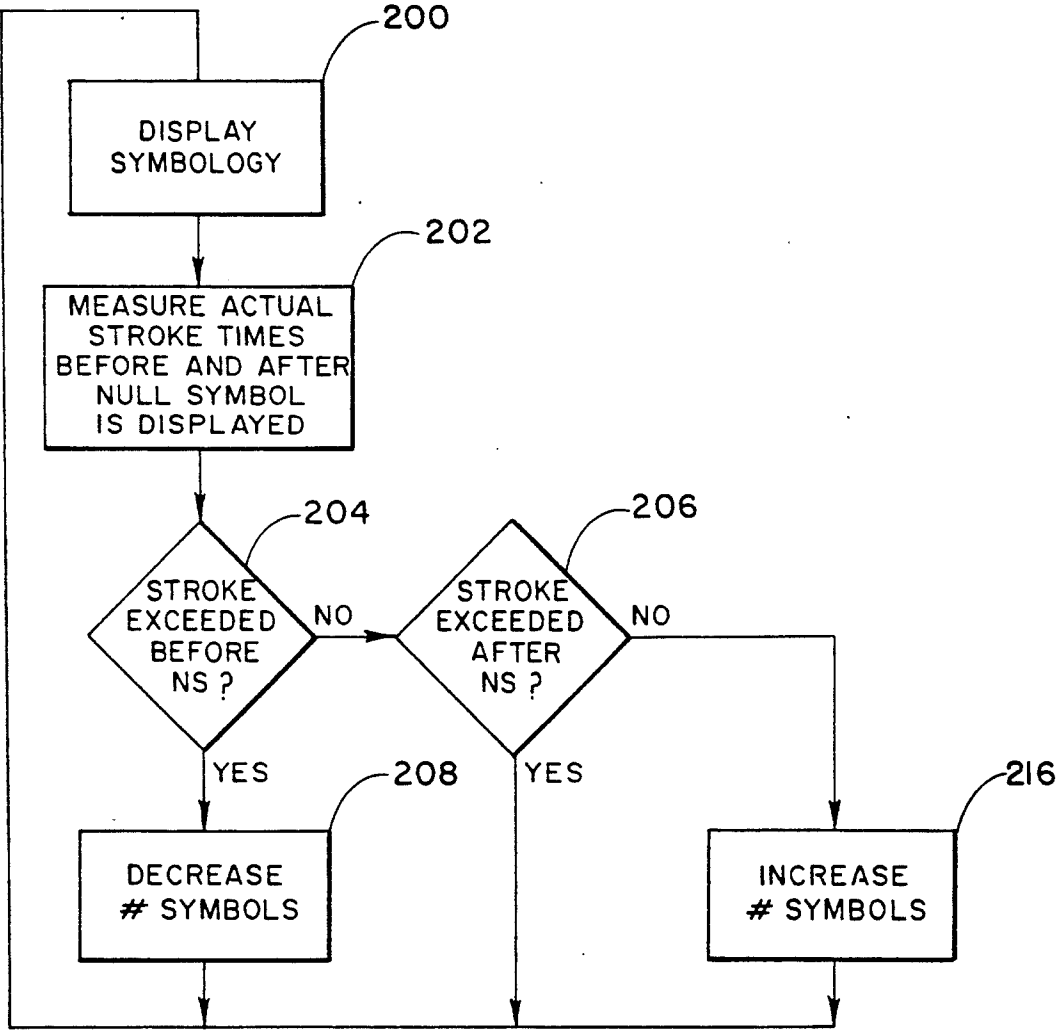 200
DISPLAY
SYMBOLOGY
202
MEASURE ACTUAL
STROKE TIMES
BEFORE AND AFTER
NULL SYMBOL
IS DISPLAYED
204
STROKE
EXCEEDED
BEFORE
NS?
NO
206
STROKE
EXCEEDED
AFTER
NS?
NO
YES
208
DECREASE
# SYMBOLS
YES
216
INCREASE
# SYMBOLS